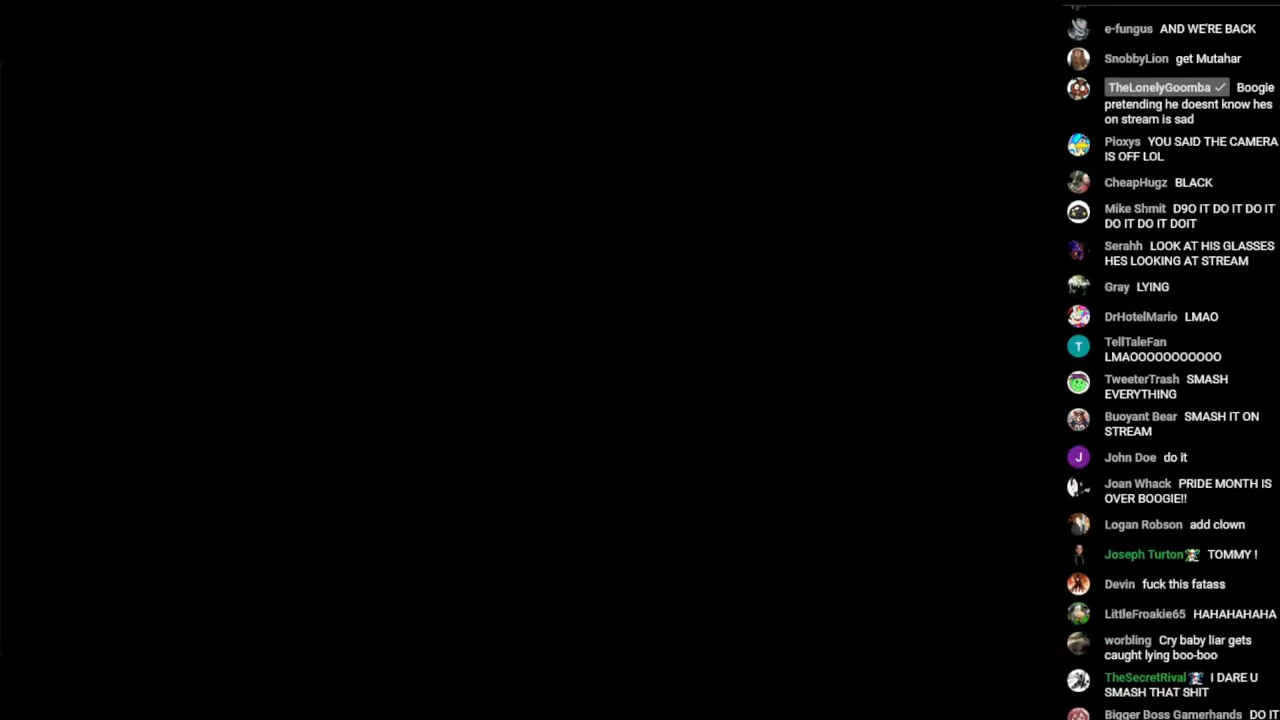 e-fungus AND WE'RE BACK
SnobbyLion get Mutahar
TheLonelyGoomba ✓ Boogie
pretending he doesnt know hes
on stream is sad
Pioxys YOU SAID THE CAMERA
IS OFF LOL
CheapHugz BLACK
Mike Shmit D9O IT DO IT DO IT
DO IT DO IT DOIT
Serahh LOOK AT HIS GLASSES
HES LOOKING AT STREAM
Gray LYING
DrHotelMario LMAO
T TellTaleFan
LMAOOOOOOOOOOO
TweeterTrash SMASH
EVERYTHING
Buoyant Bear SMASH IT ON
STREAM
J John Doe do it
Joan Whack PRIDE MONTH IS
OVER BOOGIE!!
Logan Robson add clown
Joseph Turton TOMMY !
Devin fuck this fatass
LittleFroakie65 HAHAHAHAHA
worbling Cry baby liar gets
caught lying boo-boo
TheSecretRival I DARE U
SMASH THAT SHIT
Bigger Boss Gamerhands DO IT